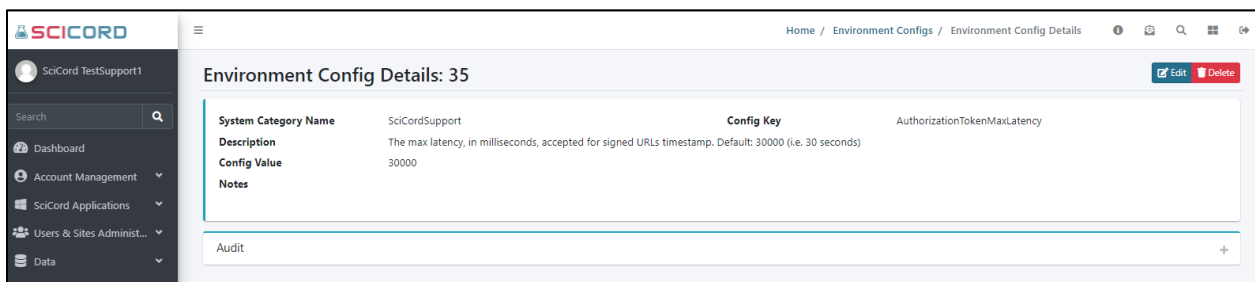 SCICORD
Home / Environment Configs / Environment Config Details
SciCord TestSupport1
Environment Config Details: 35
Edit Delete
Search
System Category Name SciCordSupport Config Key AuthorizationTokenMaxLatency
Description The max latency, in milliseconds, accepted for signed URLs timestamp. Default: 30000 (i.e. 30 seconds)
Dashboard
Config Value 30000
Account Management
Notes
SciCord Applications
Users & Sites Administ...
Audit
Data